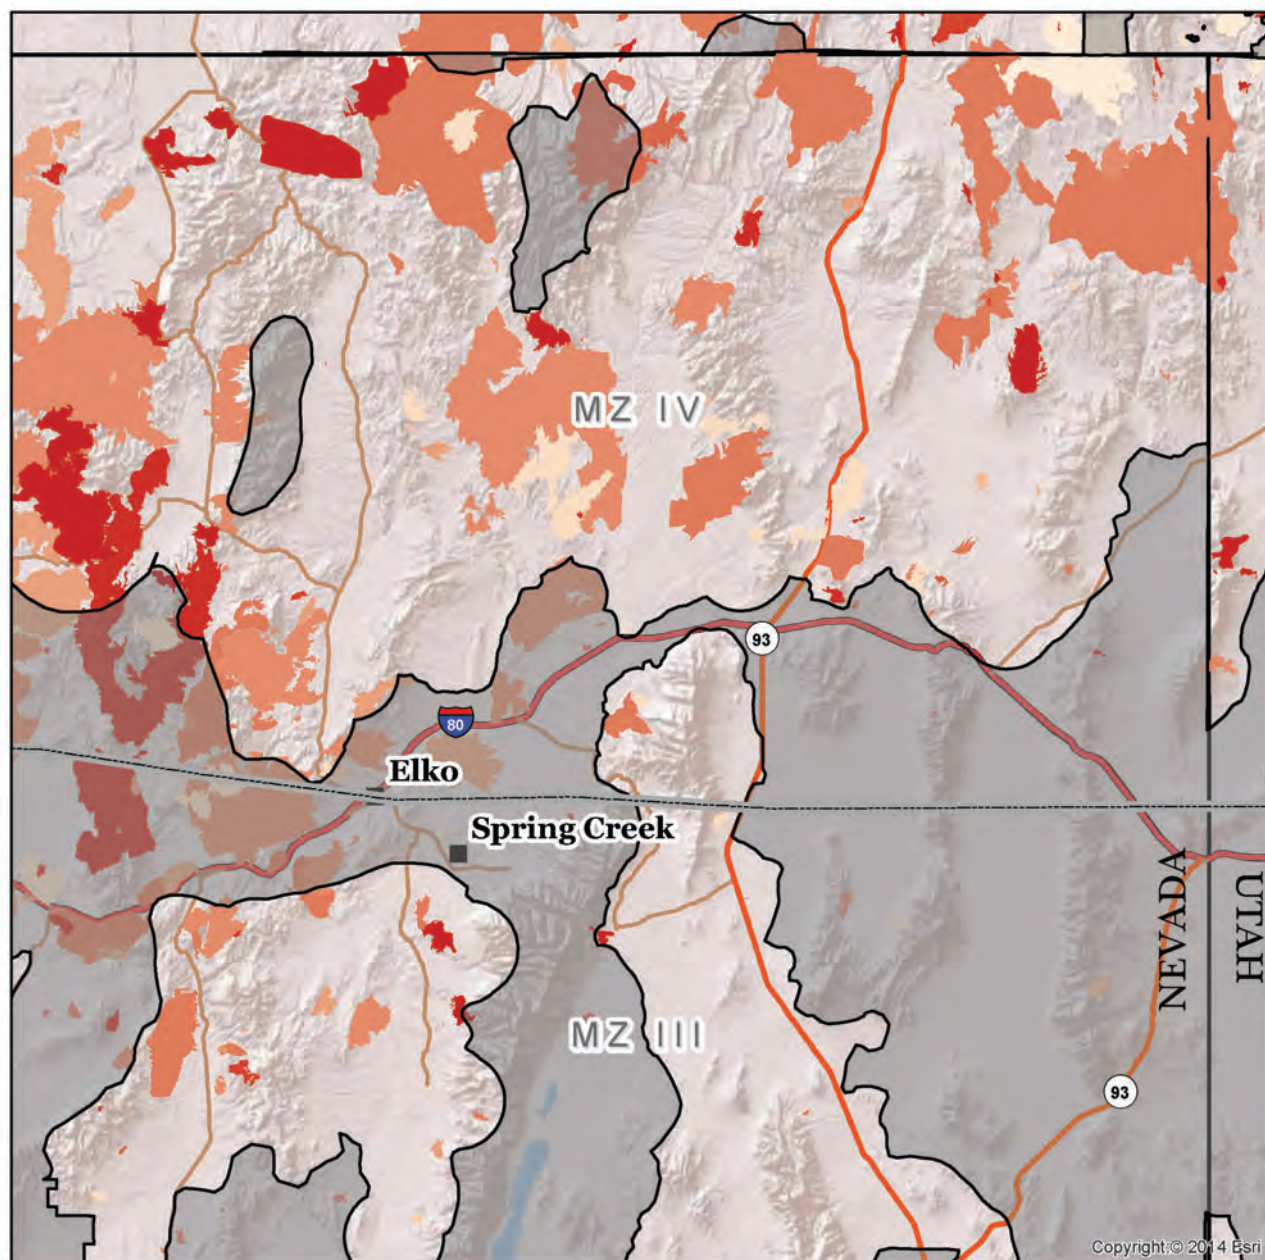 MZ IV
93
80
Elko
Spring Creek
NEVADA
UTAH
MZ III
93
Copyright:© 2014 Esri